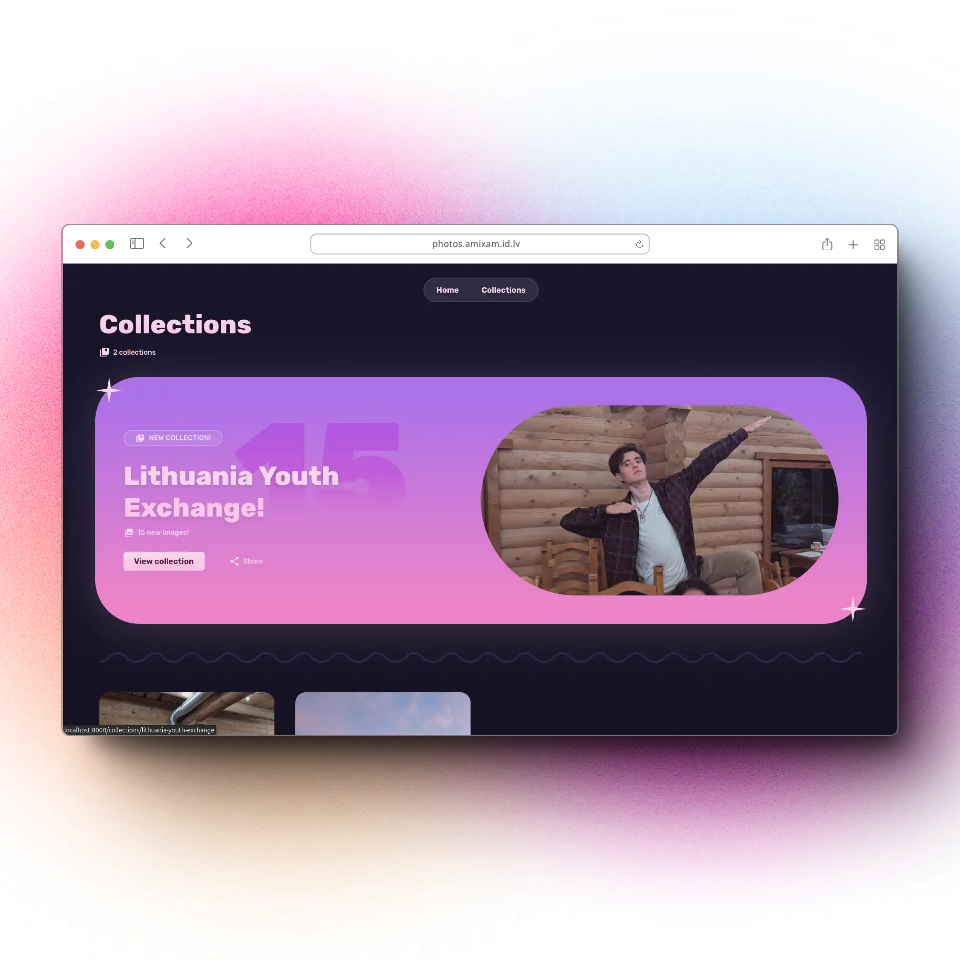 photos.amixam.id.lv
Home Collections
Collections
2 collections
15
NEW COLLECTION!
Lithuania Youth
Exchange!
15 new images!
View collection Share
localhost:8000/collections/lithuania-youth-exchange